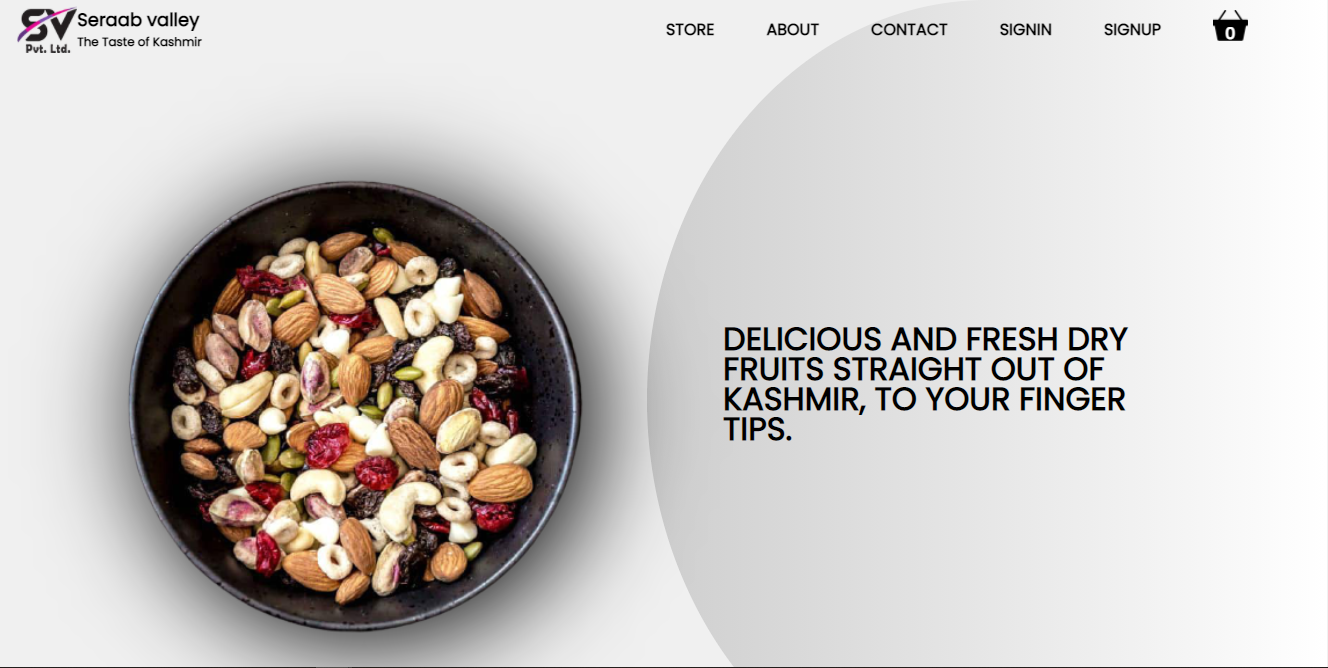 SV
Pvt. Ltd.
Seraab valley
The Taste of Kashmir
STORE
ABOUT
CONTACT
SIGNIN
SIGNUP
0
DELICIOUS AND FRESH DRY
FRUITS STRAIGHT OUT OF
KASHMIR, TO YOUR FINGER
TIPS.